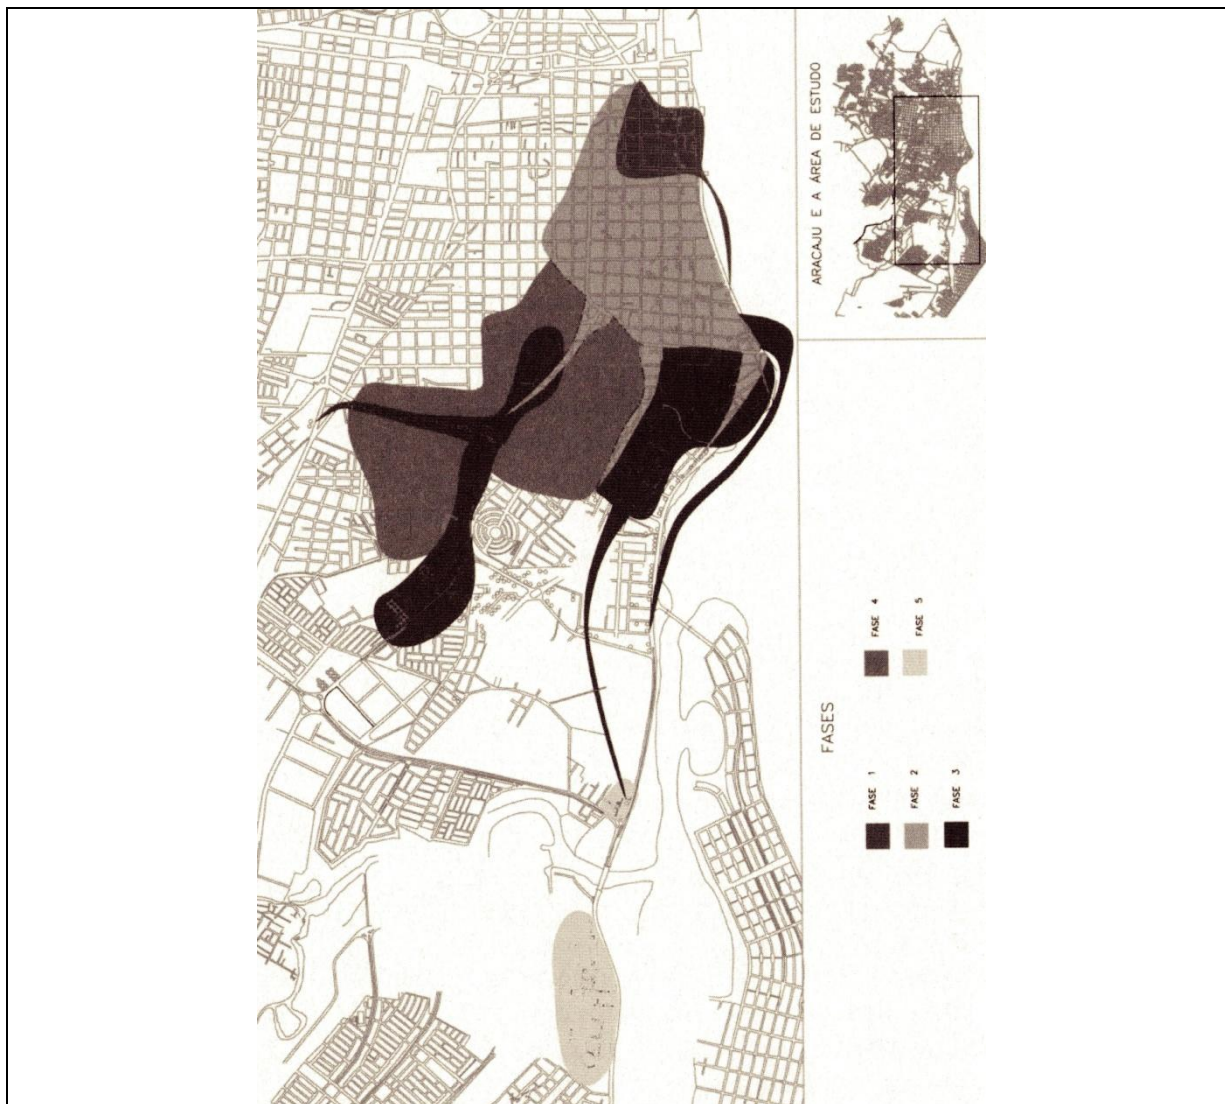 ARACAJU E A ÁREA DE ESTUDO
FASES
FASE 1
FASE 2
FASE 3
FASE 4
FASE 5